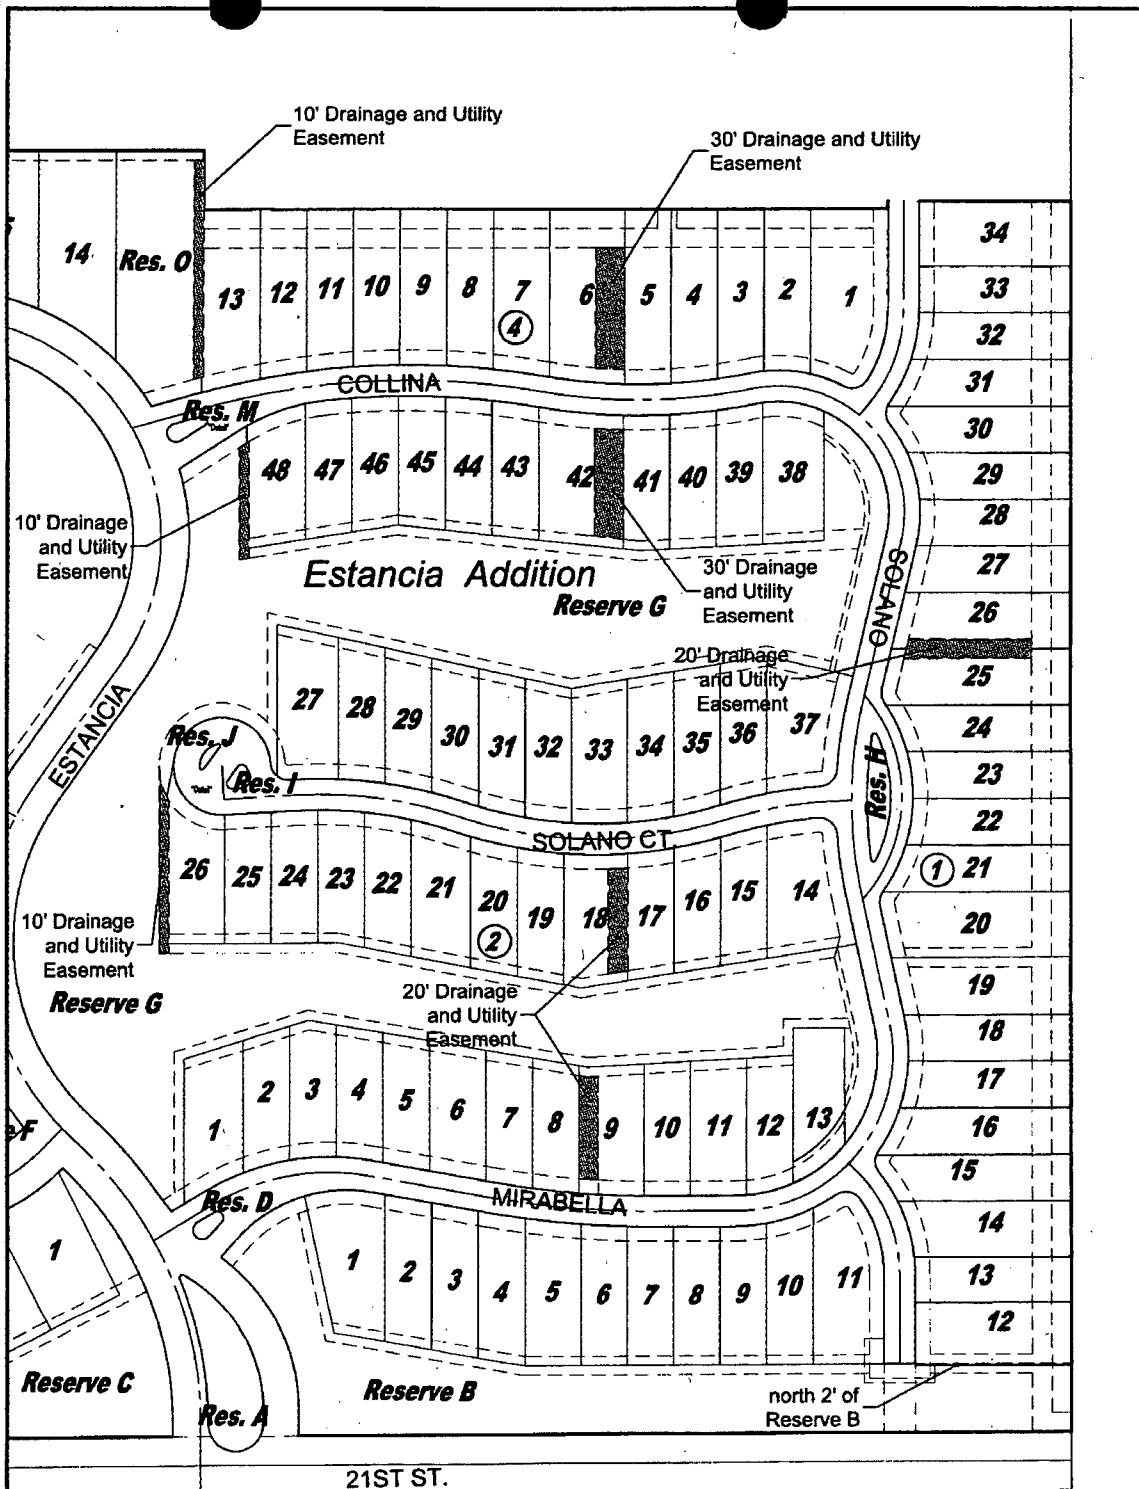 10' Drainage and Utility
Easement
30' Drainage and Utility
Easement
14
Res. O
13
12
11
10
9
8
7
6
5
4
3
2
1
4
34
33
32
31
30
29
28
27
26
25
24
23
22
21
20
19
18
17
16
15
14
13
12
1
COLLINA
Res. M
"Detail"
48
47
46
45
44
43
42
41
40
39
38
10' Drainage
and Utility
Easement
Estancia Addition
Reserve G
30' Drainage
and Utility
Easement
SOLANO
20' Drainage
and Utility
Easement
ESTANCIA
27
28
29
30
31
32
33
34
35
36
37
Res. J
Res. I
"Detail"
Res. H
SOLANO CT.
26
25
24
23
22
21
20
19
18
17
16
15
14
2
10' Drainage
and Utility
Easement
Reserve G
20' Drainage
and Utility
Easement
1
2
3
4
5
6
7
8
9
10
11
12
13
F
Res. D
MIRABELLA
1
1
2
3
4
5
6
7
8
9
10
11
Reserve C
Res. A
Reserve B
north 2' of
Reserve B
21ST ST.